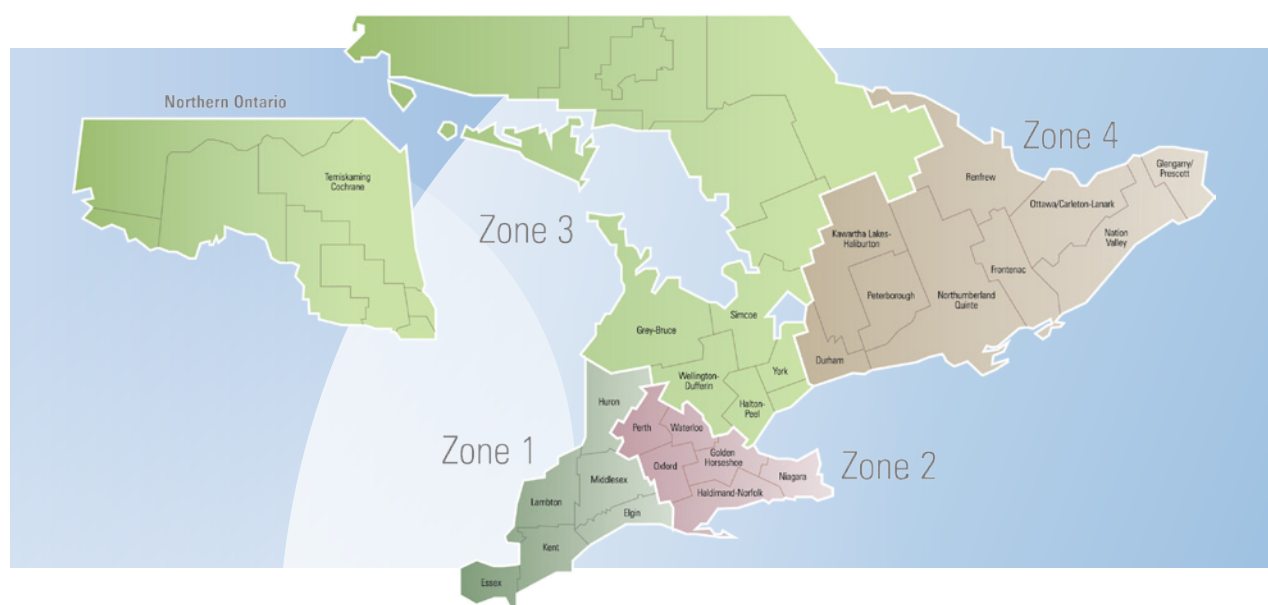 Northern Ontario
Zone 4
Glengarry/
Prescott
Temiskaming
Cochrane
Renfrew
Ottawa/Carleton-Lanark
Zone 3
Kawartha Lakes-
Haliburton
Nation
Valley
Frontenac
Peterborough
Northumberland
Quinte
Simcoe
Grey-Bruce
Durham
York
Wellington-
Dufferin
Halton-
Peel
Huron
Perth
Waterloo
Zone 1
Golden
Horseshoe
Zone 2
Oxford
Niagara
Middlesex
Haldimand-Norfolk
Lambton
Elgin
Kent
Essex